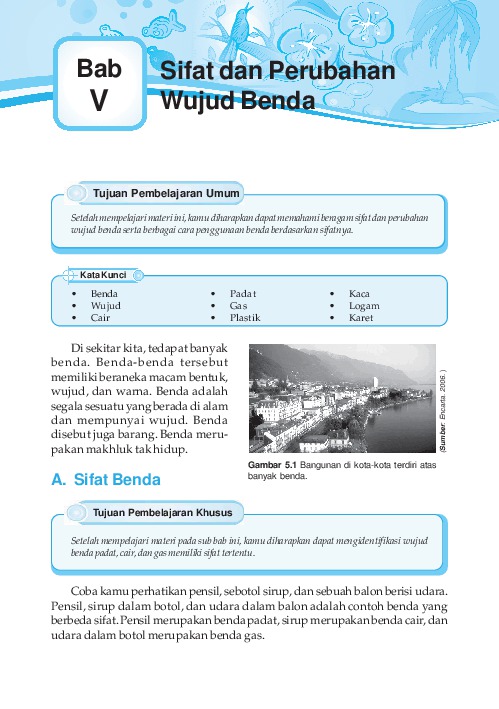 Bab
V
Sifat dan Perubahan
Wujud Benda
Tujuan Pembelajaran Umum
Setelah mempelajari materi ini, kamu diharapkan dapat memahami beragam sifat dan perubahan
wujud benda serta berbagai cara penggunaan benda berdasarkan sifatnya.
Kata Kunci
• Benda • Padat • Kaca
• Wujud • Gas • Logam
• Cair • Plastik • Karet
Di sekitar kita, tedapat banyak
benda. Benda-benda tersebut
memiliki beraneka macam bentuk,
wujud, dan warna. Benda adalah
segala sesuatu yang berada di alam
dan mempunyai wujud. Benda
disebut juga barang. Benda meru-
pakan makhluk tak hidup.
(Sumber: Encarta. 2006.)
Gambar 5.1 Bangunan di kota-kota terdiri atas
banyak benda.
A. Sifat Benda
Tujuan Pembelajaran Khusus
Setelah mempelajari materi pada sub bab ini, kamu diharapkan dapat mengidentifikasi wujud
benda padat, cair, dan gas memiliki sifat tertentu.
Coba kamu perhatikan pensil, sebotol sirup, dan sebuah balon berisi udara.
Pensil, sirup dalam botol, dan udara dalam balon adalah contoh benda yang
berbeda sifat. Pensil merupakan benda padat, sirup merupakan benda cair, dan
udara dalam botol merupakan benda gas.